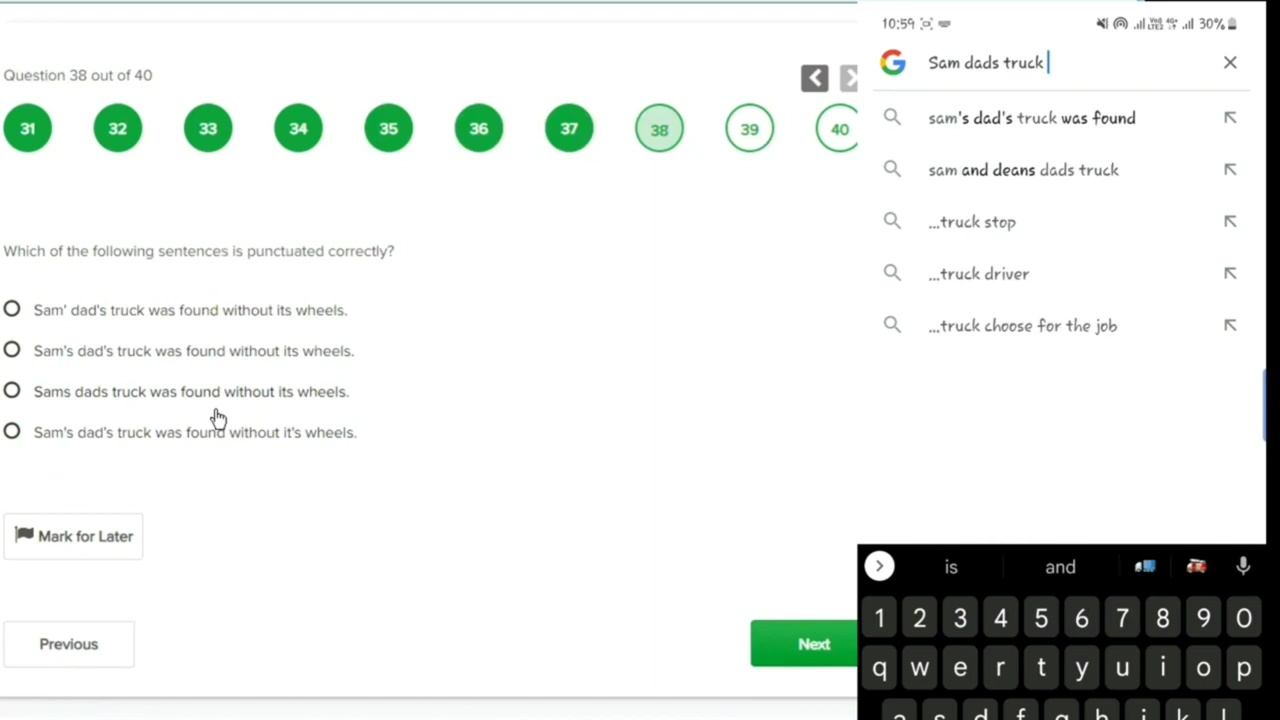 Question 38 out of 40
31 32 33 34 35 36 37 38 39 40
Which of the following sentences is punctuated correctly?
Sam' dad's truck was found without its wheels.
Sam's dad's truck was found without its wheels.
Sams dads truck was found without its wheels.
Sam's dad's truck was found without it's wheels.
Mark for Later
Previous
Next
10:59
30%
Sam dads truck
sam's dad's truck was found
sam and deans dads truck
...truck stop
...truck driver
...truck choose for the job
is and
1 2 3 4 5 6 7 8 9 0
q w e r t y u i o p
a s d f g h j k l